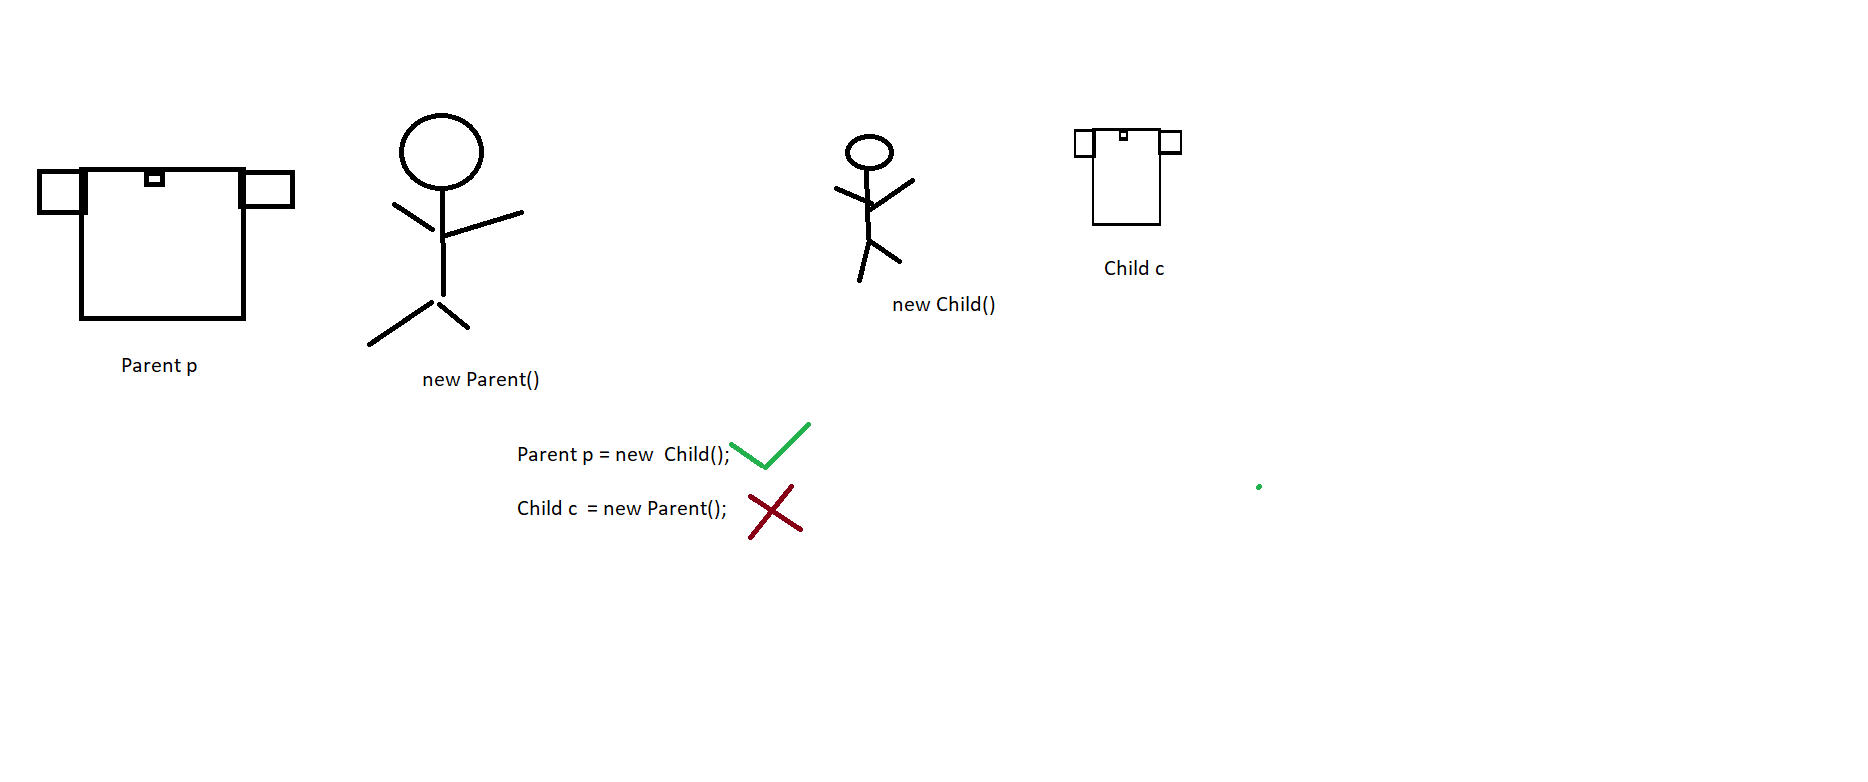 Parent p
new Parent()
new Child()
Child c
Parent p = new  Child();
Child c  = new Parent();